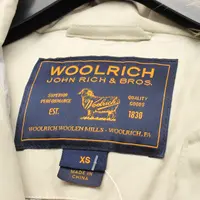 WOOLRICH
JOHN RICH & BROS.
EST.
SUPERIOR
PERFORMANCE
QUALITY
GOODS
1830
Woolrich
WOOLRICH WOOLEN MILLS - WOOLRICH, PA
XS
MADE IN
CHINA